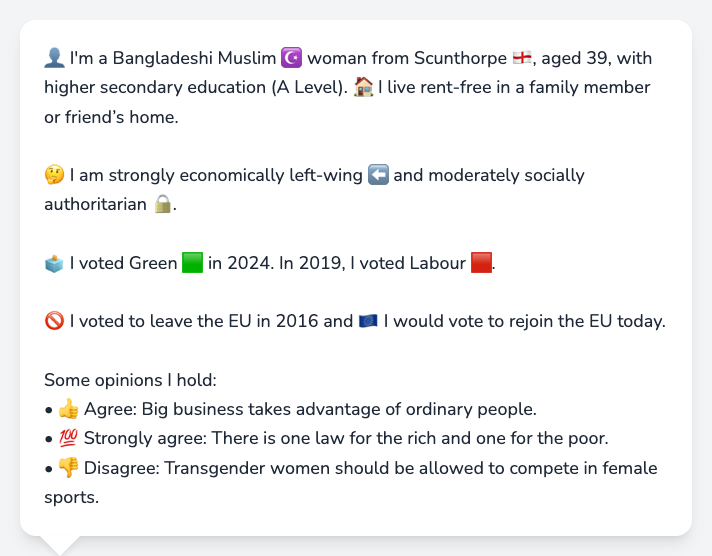 👤 I'm a Bangladeshi Muslim ☪️ woman from Scunthorpe 🏴󠁧󠁢󠁥󠁮󠁧󠁿, aged 39, with
higher secondary education (A Level). 🏠 I live rent-free in a family member
or friend’s home.
🤔 I am strongly economically left-wing ⬅️ and moderately socially
authoritarian 🔒.
🗳️ I voted Green 🟩 in 2024. In 2019, I voted Labour 🟥.
🚫 I voted to leave the EU in 2016 and 🇪🇺 I would vote to rejoin the EU today.
Some opinions I hold:
• 👍 Agree: Big business takes advantage of ordinary people.
• 💯 Strongly agree: There is one law for the rich and one for the poor.
• 👎 Disagree: Transgender women should be allowed to compete in female
sports.